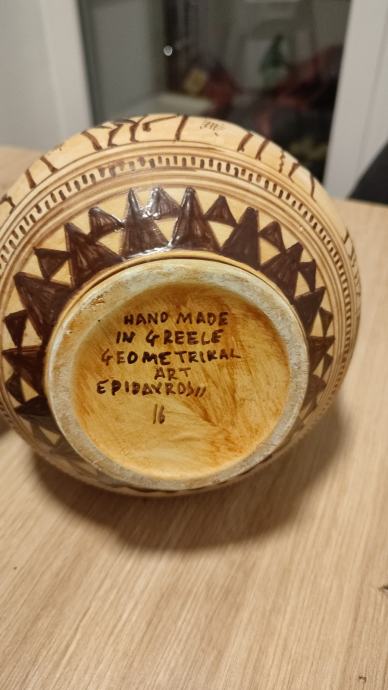 HAND MADE
IN GREELE
GEOMETRIKAL
ART
EPIDAVROS,,
16